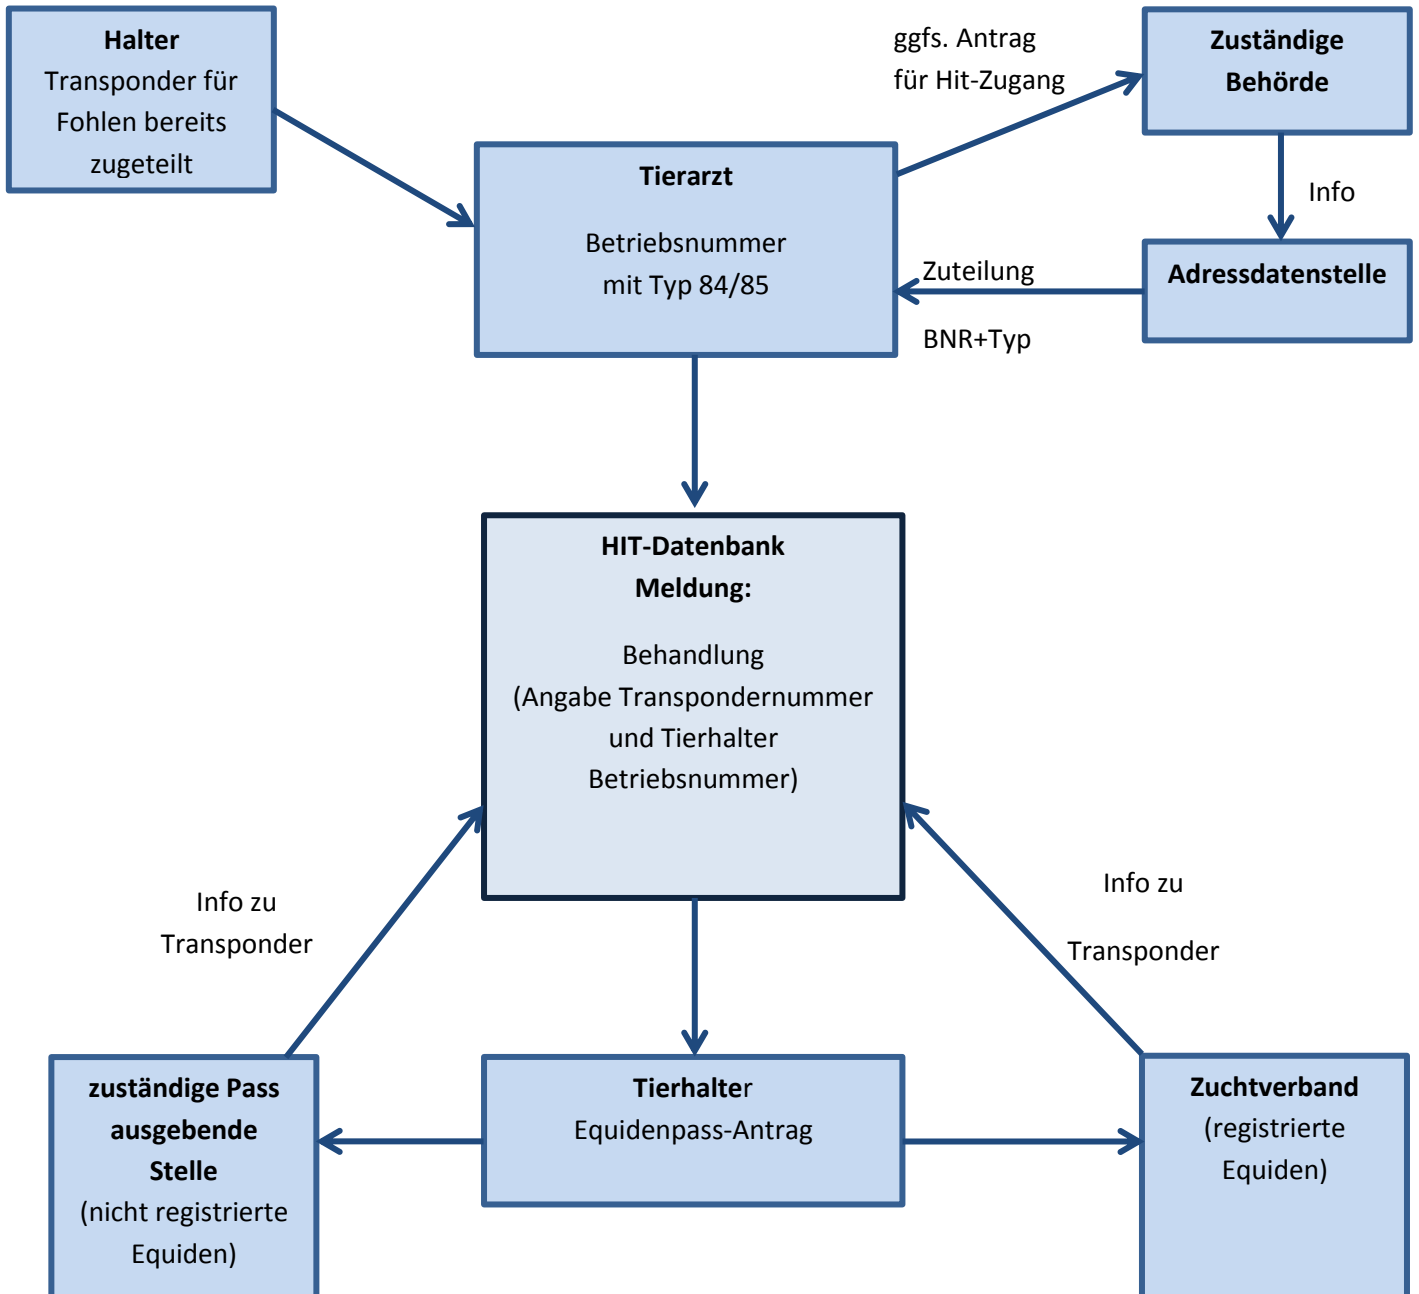 Halter
Transponder für
Fohlen bereits
zugeteilt
ggfs. Antrag
für Hit-Zugang
Zuständige
Behörde
Tierarzt
Betriebsnummer
mit Typ 84/85
Info
Zuteilung
BNR+Typ
Adressdatenstelle
HIT-Datenbank
Meldung:
Behandlung
(Angabe Transpondernummer
und Tierhalter
Betriebsnummer)
Info zu
Transponder
Info zu
Transponder
zuständige Pass
ausgebende
Stelle
(nicht registrierte
Equiden)
Tierhalter
Equidenpass-Antrag
Zuchtverband
(registrierte
Equiden)